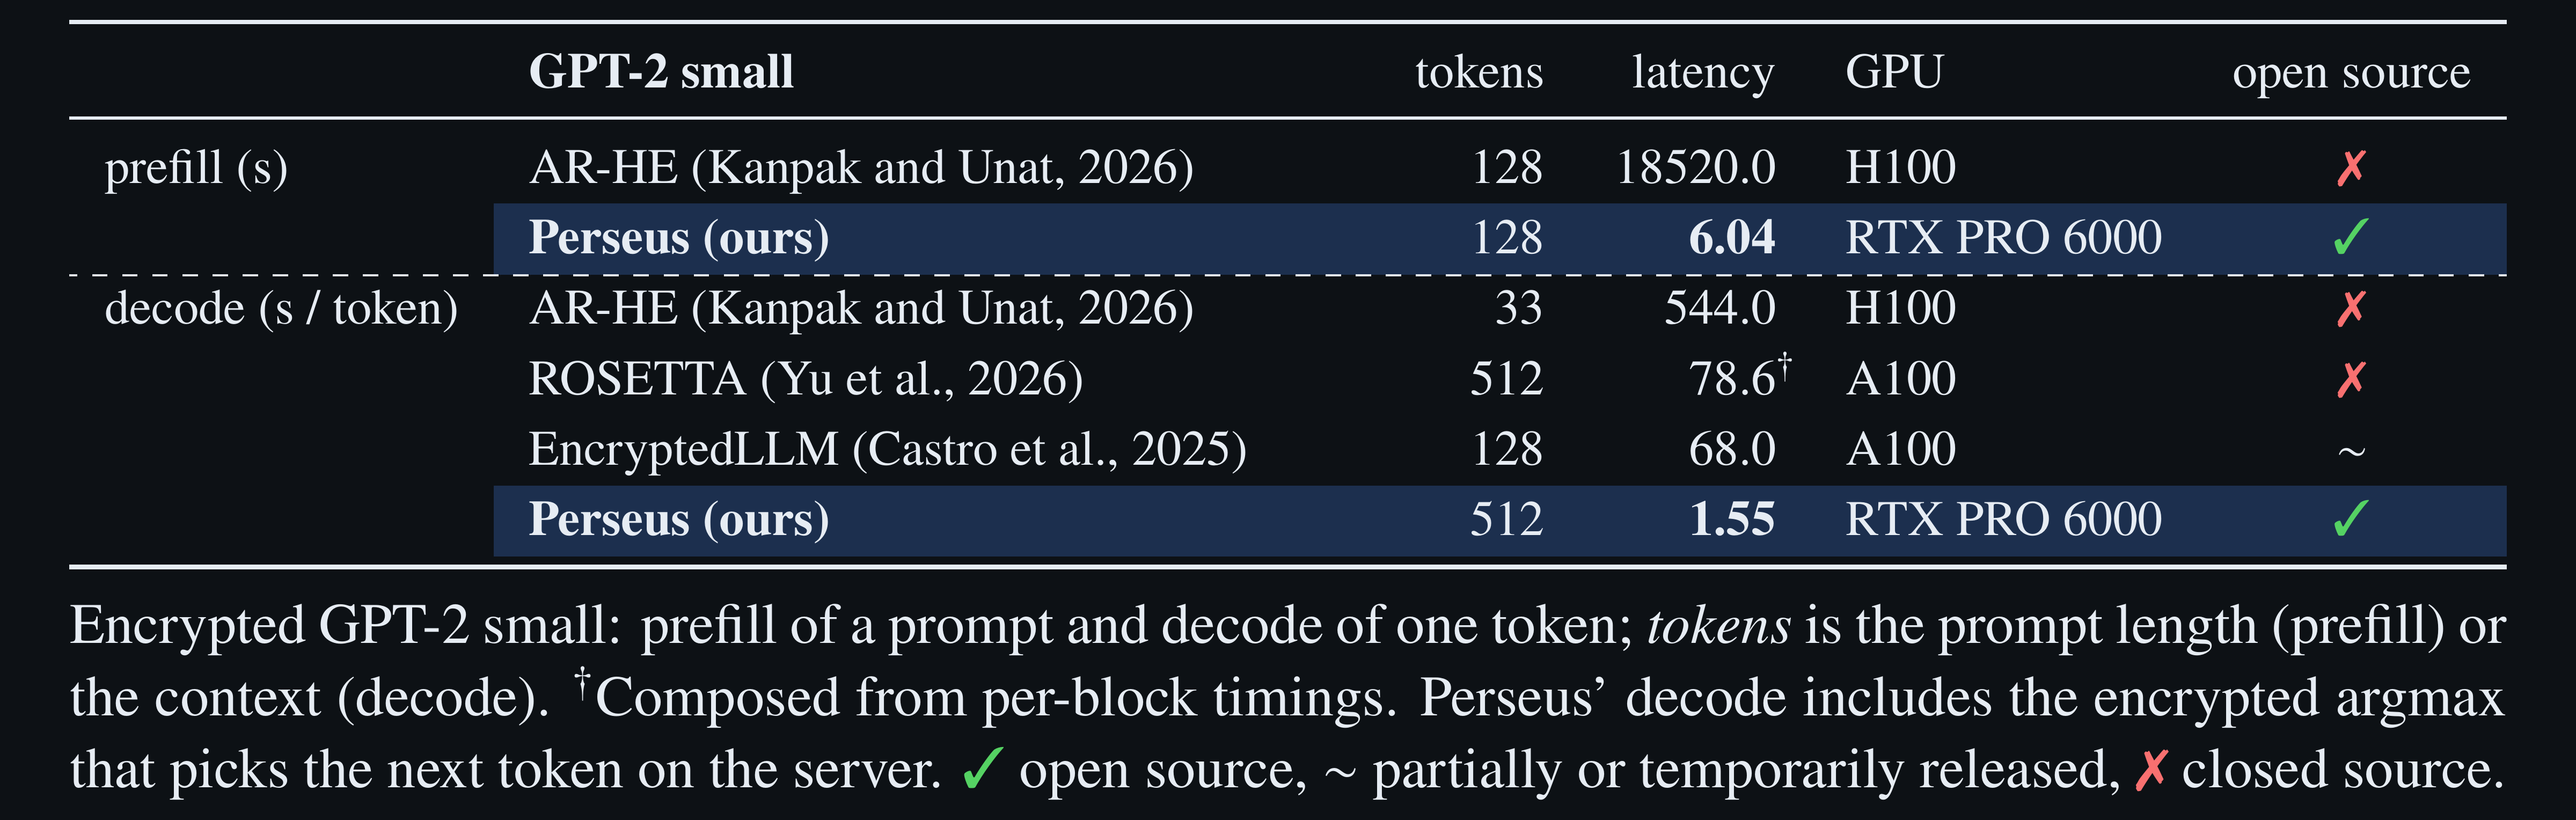 GPT-2 small tokens latency GPU open source
prefill (s) AR-HE (Kanpak and Unat, 2026) 128 18520.0 H100 ✗
Perseus (ours) 128 6.04 RTX PRO 6000 ✓
decode (s / token) AR-HE (Kanpak and Unat, 2026) 33 544.0 H100 ✗
ROSETTA (Yu et al., 2026) 512 78.6† A100 ✗
EncryptedLLM (Castro et al., 2025) 128 68.0 A100 ~
Perseus (ours) 512 1.55 RTX PRO 6000 ✓
Encrypted GPT-2 small: prefill of a prompt and decode of one token; tokens is the prompt length (prefill) or
the context (decode). †Composed from per-block timings. Perseus’ decode includes the encrypted argmax
that picks the next token on the server. ✓ open source, ~ partially or temporarily released, ✗ closed source.